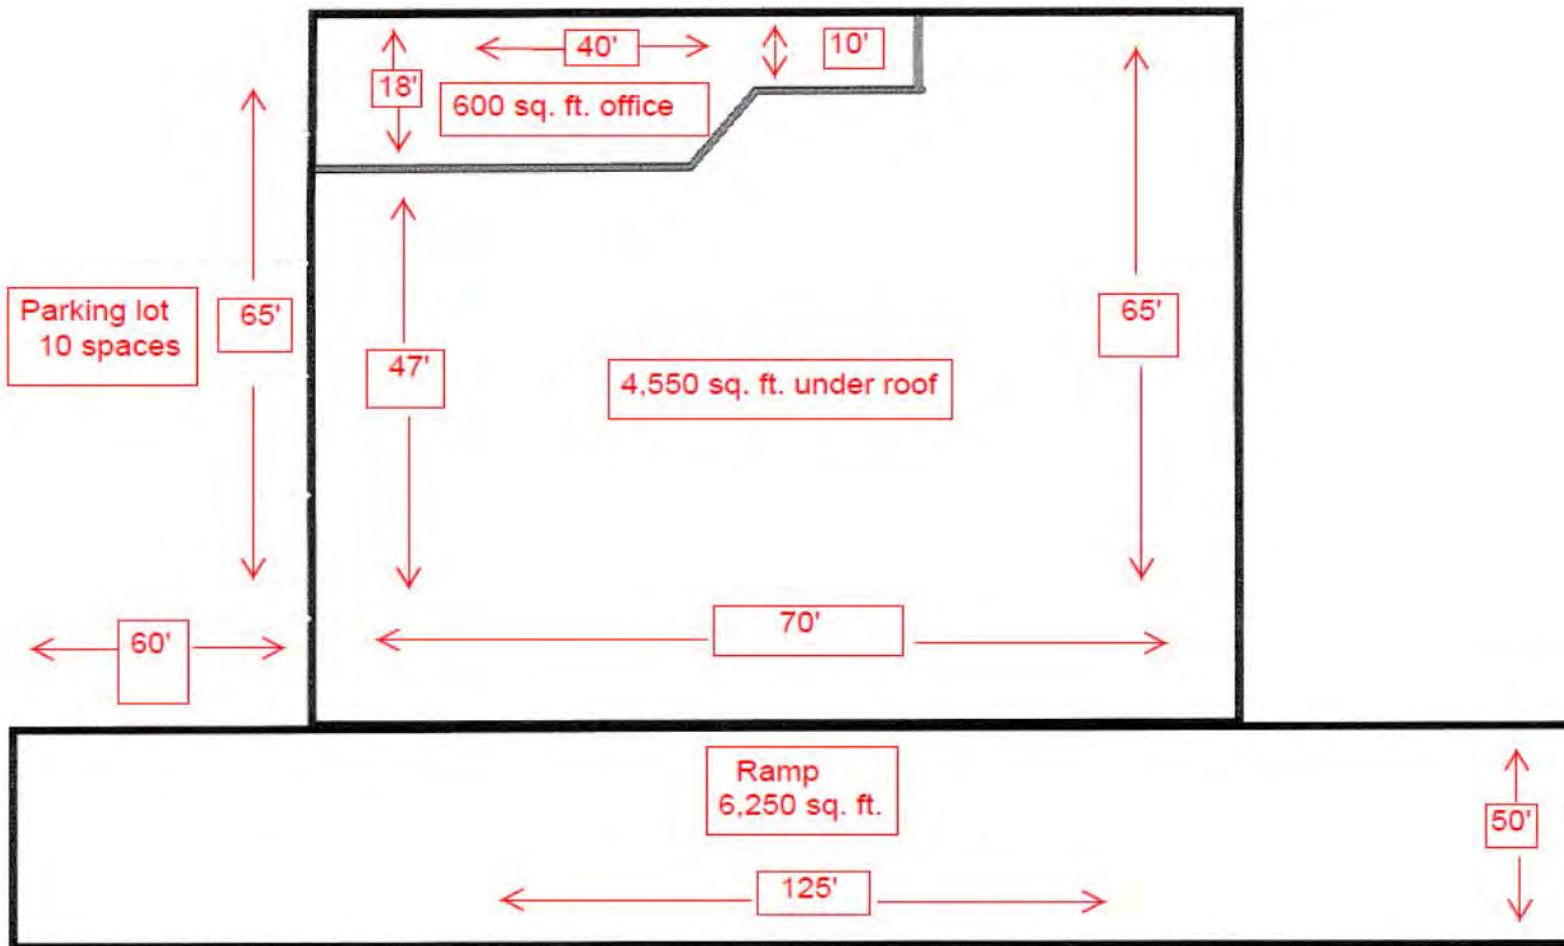 40'
10'
18'
600 sq. ft. office
Parking lot
10 spaces
65'
65'
47'
4,550 sq. ft. under roof
60'
70'
Ramp
6,250 sq. ft.
50'
125'